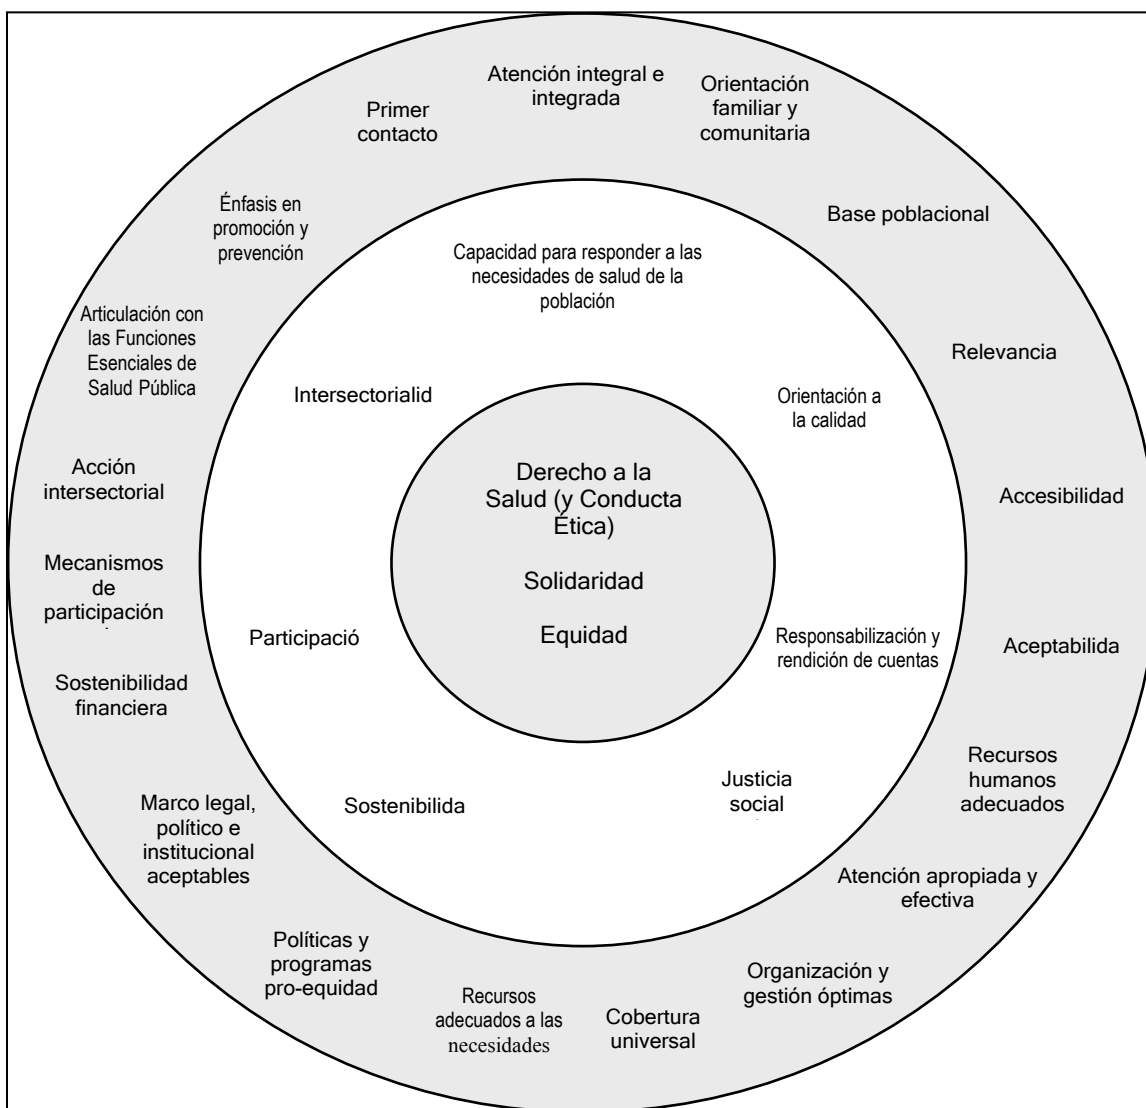 Atención integral e
integrada
Orientación
familiar y
comunitaria
Primer
contacto
Énfasis en
promoción y
prevención
Base poblacional
Capacidad para responder a las
necesidades de salud de la
población
Articulación con
las Funciones
Esenciales de
Salud Pública
Relevancia
Intersectorialid
Orientación a
la calidad
Acción
intersectorial
Derecho a la
Salud (y Conducta
Ética)
Solidaridad
Equidad
Accesibilidad
Mecanismos
de
participación
Participació
Responsabilización y
rendición de cuentas
Aceptabilida
Sostenibilidad
financiera
Sostenibilida
Justicia
social
Recursos
humanos
adecuados
Marco legal,
político e
institucional
aceptables
Atención apropiada y
efectiva
Políticas y
programas
pro-equidad
Recursos
adecuados a las
necesidades
Cobertura
universal
Organización y
gestión óptimas